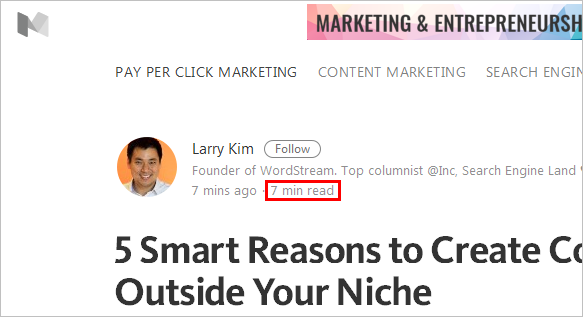 MARKETING & ENTREPRENEURSH
PAY PER CLICK MARKETING CONTENT MARKETING SEARCH ENGIN
Larry Kim Follow
Founder of WordStream. Top columnist @Inc, Search Engine Land
7 mins ago · 7 min read
5 Smart Reasons to Create Co
Outside Your Niche